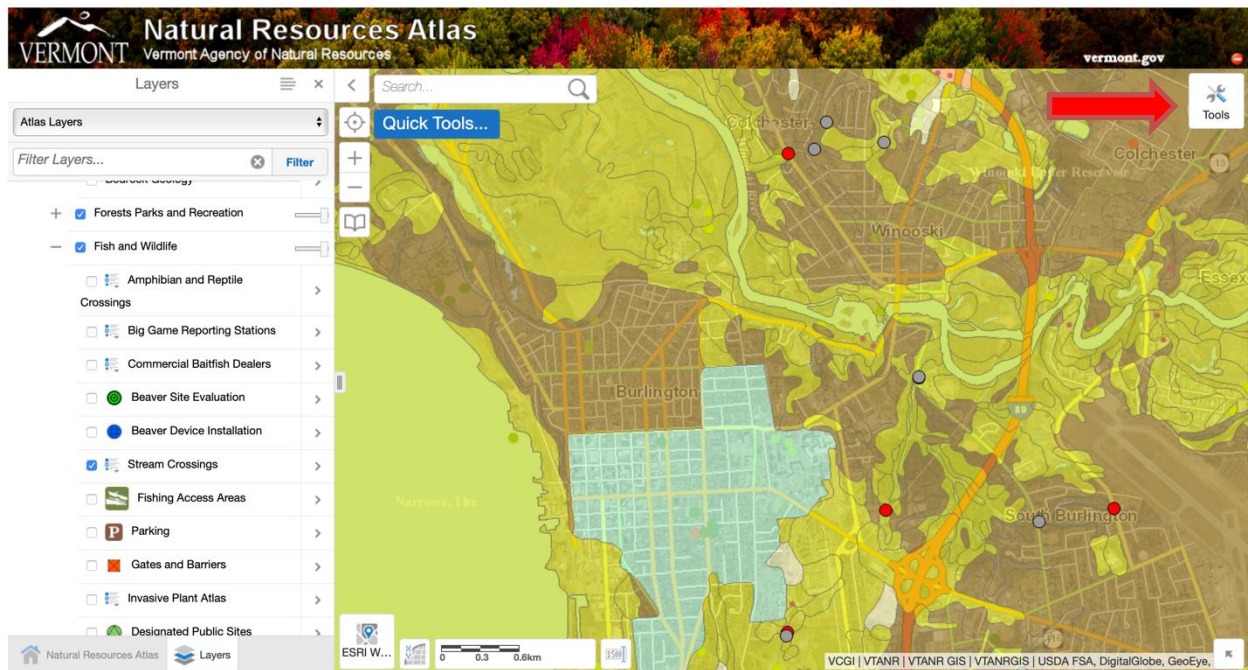 VERMONT
Natural Resources Atlas
Vermont Agency of Natural Resources
vermont.gov
Layers
Atlas Layers
Filter Layers...
Filter
Bedrock Geology
Forests Parks and Recreation
Fish and Wildlife
Amphibian and Reptile
Crossings
Big Game Reporting Stations
Commercial Baitfish Dealers
Beaver Site Evaluation
Beaver Device Installation
Stream Crossings
Fishing Access Areas
P
Parking
Gates and Barriers
Invasive Plant Atlas
Designated Public Sites
Natural Resources Atlas
Layers
Search...
Quick Tools...
Tools
Colchester
Colchester
15
Winooski Upper Reservoir
Winooski
Essex
Burlington
89
Narrows, The
South Burlington
ESRI W...
0 0.3 0.6km
1:500
VCGI | VTANR | VTANR GIS | VTANRGIS | USDA FSA, DigitalGlobe, GeoEye,